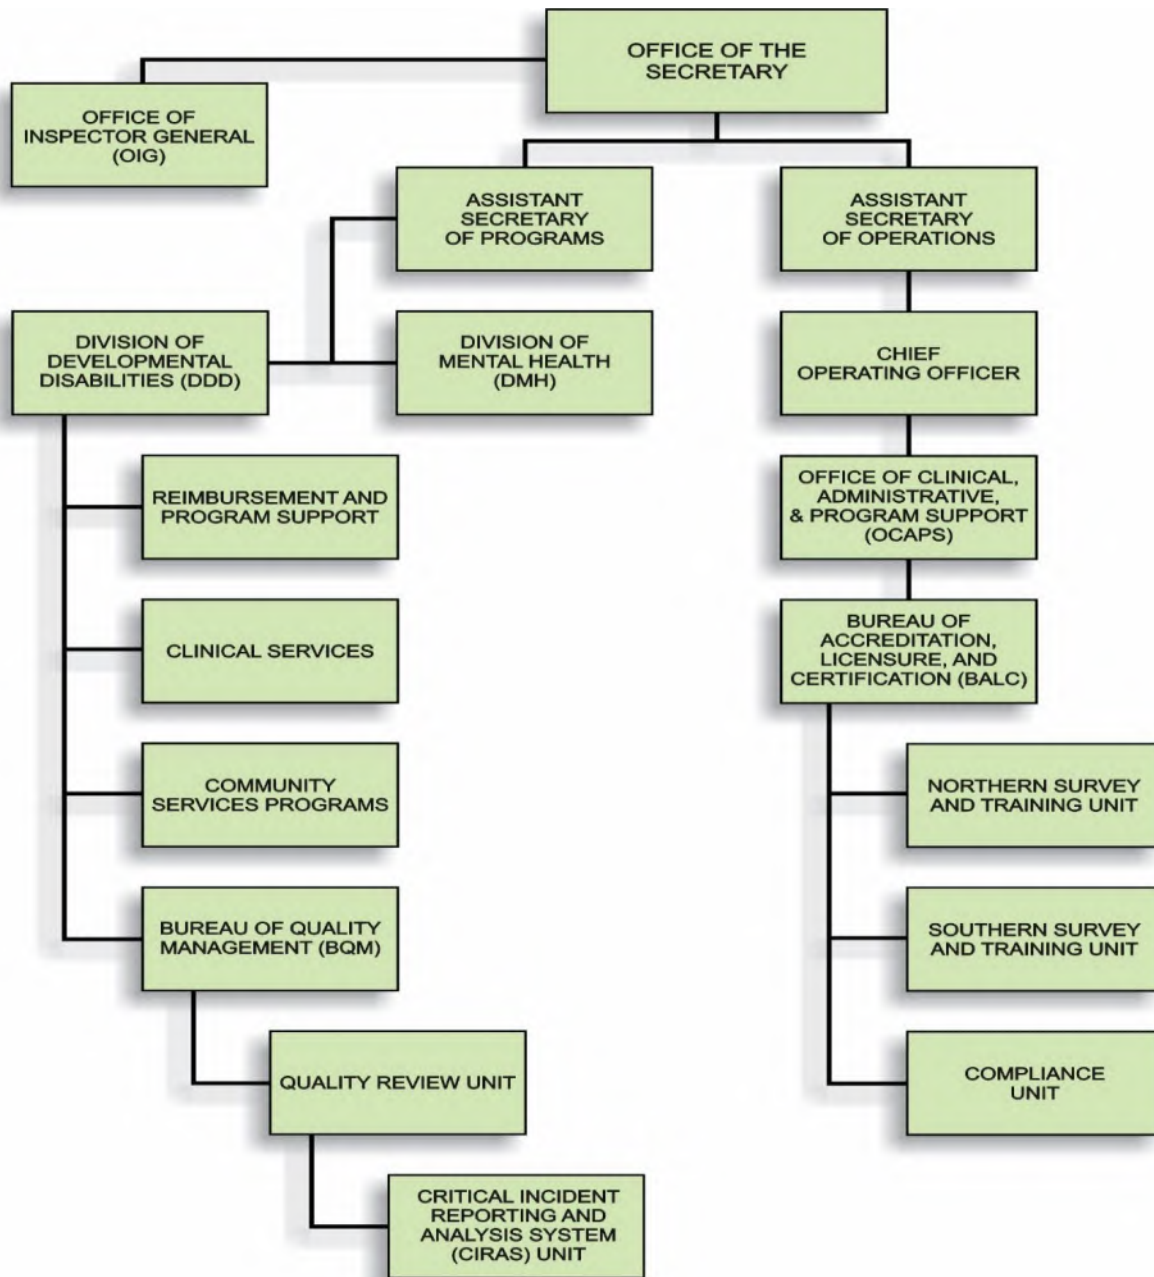 OFFICE OF THE
SECRETARY
OFFICE OF
INSPECTOR GENERAL
(OIG)
ASSISTANT
SECRETARY
OF PROGRAMS
ASSISTANT
SECRETARY
OF OPERATIONS
DIVISION OF
DEVELOPMENTAL
DISABILITIES (DDD)
DIVISION OF
MENTAL HEALTH
(DMH)
CHIEF
OPERATING OFFICER
REIMBURSEMENT AND
PROGRAM SUPPORT
OFFICE OF CLINICAL,
ADMINISTRATIVE,
& PROGRAM SUPPORT
(OCAPS)
CLINICAL SERVICES
BUREAU OF
ACCREDITATION,
LICENSURE, AND
CERTIFICATION (BALC)
COMMUNITY
SERVICES PROGRAMS
NORTHERN SURVEY
AND TRAINING UNIT
BUREAU OF QUALITY
MANAGEMENT (BQM)
SOUTHERN SURVEY
AND TRAINING UNIT
QUALITY REVIEW UNIT
COMPLIANCE
UNIT
CRITICAL INCIDENT
REPORTING AND
ANALYSIS SYSTEM
(CIRAS) UNIT